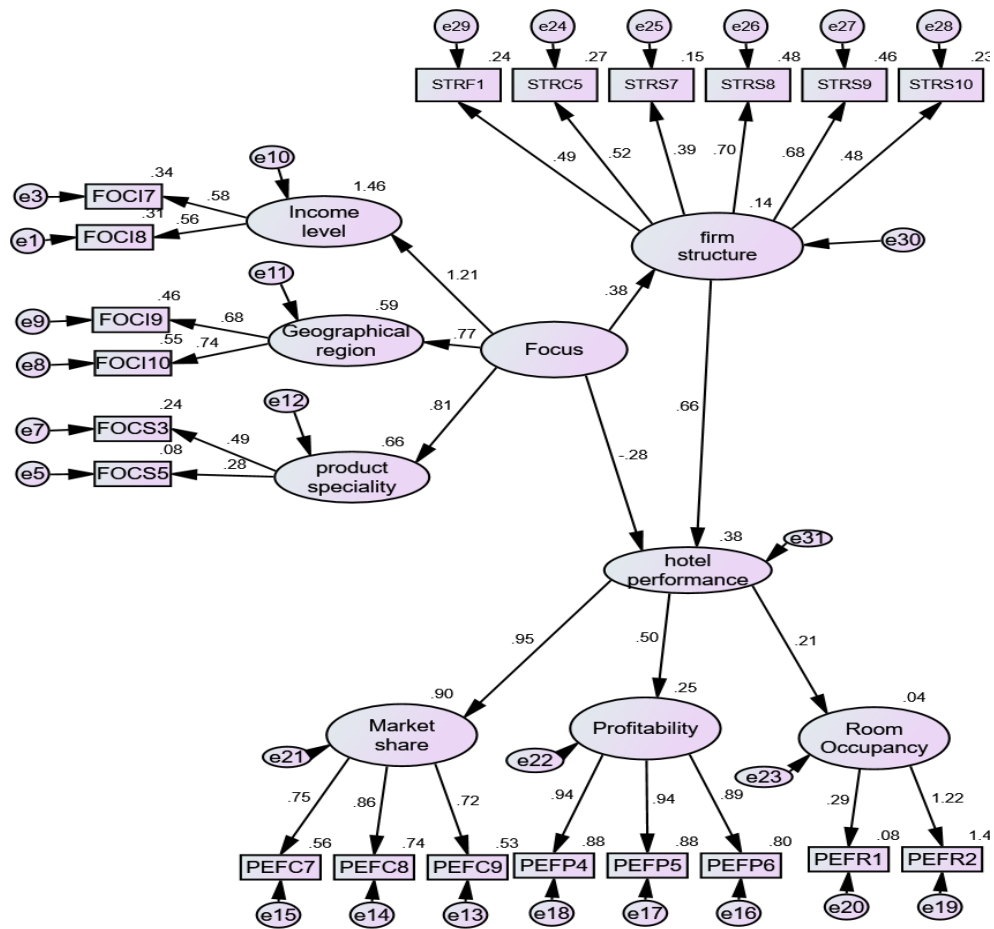 e29 e24 e25 e26 e27 e28
.24 .27 .15 .48 .46 .23
STRF1 STRC5 STRS7 STRS8 STRS9 STRS10
.49 .52 .39 .70 .68 .48
e10
.34 1.46
e3 FOCI7 .58 Income
level
.31 .56
e1 FOCI8
.14
firm
structure
e30
e11 1.21
.38
.46 .59
e9 FOCI9 .68 Geographical
region
.77 Focus
.55 .74
e8 FOCI10
e12 .81 .66
.24 .66
e7 FOCS3 .49
.08 .28
e5 FOCS5 product
speciality
-.28
.38 e31
hotel
performance
.95 .50 .21
.90 .25 .04
Market
share
Profitability
Room
Occupancy
e21 e22 e23
.75 .86 .72 .94 .94 .89 .29 1.22
.56 .74 .53 .88 .88 .80 .08 1.4
PEFC7 PEFC8 PEFC9 PEFP4 PEFP5 PEFP6 PEFR1 PEFR2
e15 e14 e13 e18 e17 e16 e20 e19